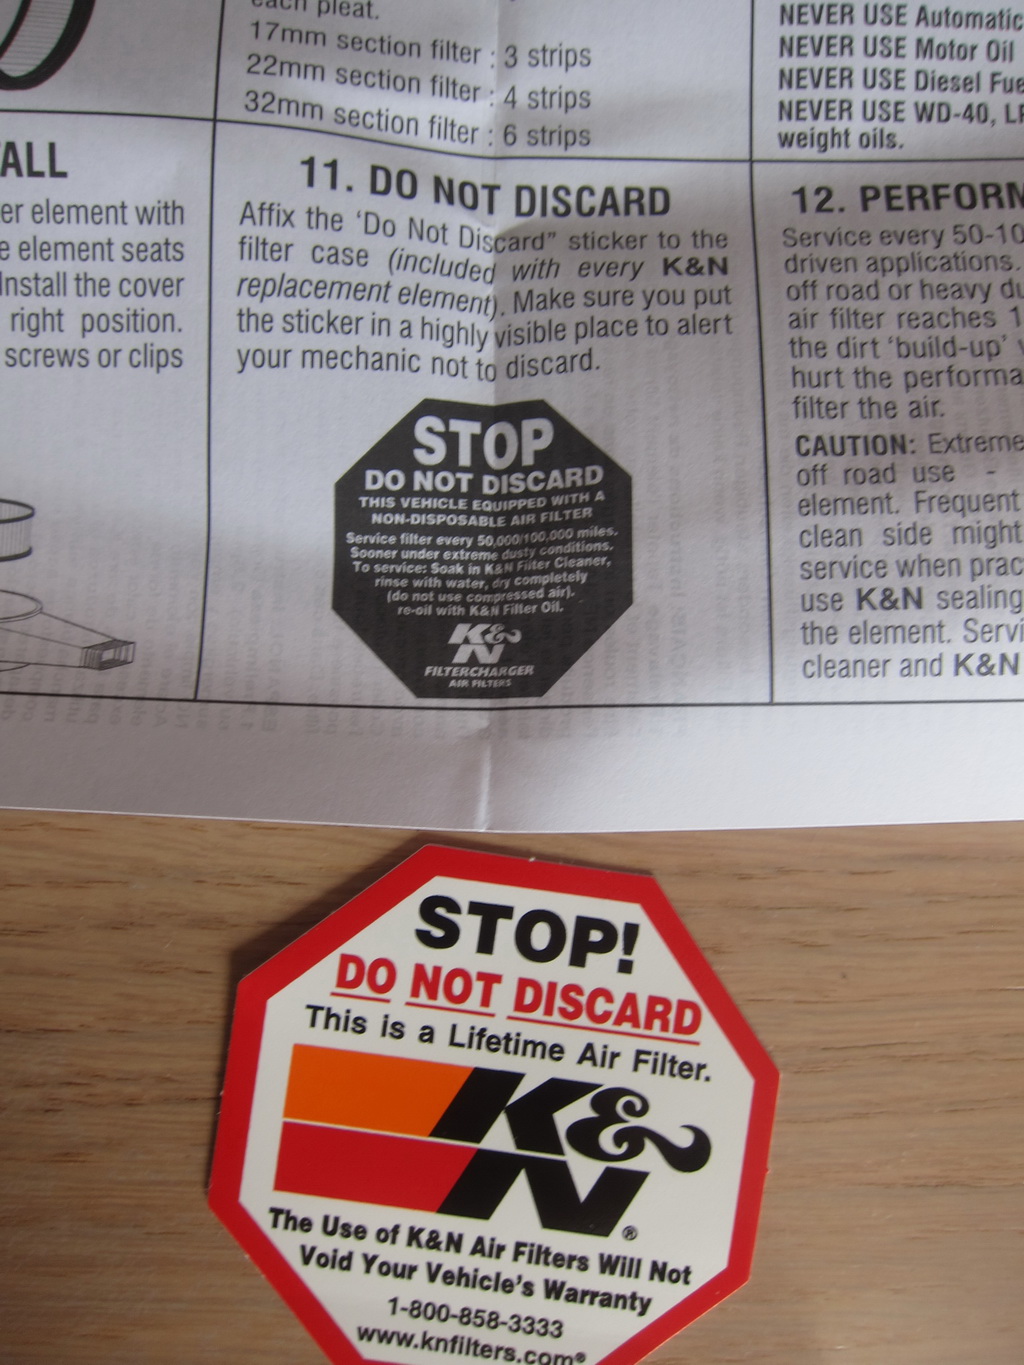 each pleat.
17mm section filter : 3 strips
22mm section filter : 4 strips
32mm section filter : 6 strips
NEVER USE Automatic
NEVER USE Motor Oil
NEVER USE Diesel Fue
NEVER USE WD-40, LP
weight oils.
ALL
er element with
e element seats
Install the cover
right position.
screws or clips
11. DO NOT DISCARD
Affix the 'Do Not Discard" sticker to the
filter case (included with every K&N
replacement element). Make sure you put
the sticker in a highly visible place to alert
your mechanic not to discard.
STOP
DO NOT DISCARD
THIS VEHICLE EQUIPPED WITH A
NON-DISPOSABLE AIR FILTER
Service filter every 50,000/100,000 miles.
Sooner under extreme dusty conditions.
To service: Soak in K&N Filter Cleaner,
rinse with water, dry completely
(do not use compressed air).
re-oil with K&N Filter Oil.
K&N
FILTERCHARGER
AIR FILTERS
12. PERFORM
Service every 50-10
driven applications.
off road or heavy du
air filter reaches 1
the dirt 'build-up'
hurt the performa
filter the air.
CAUTION: Extreme
off road use -
element. Frequent
clean side might
service when prac
use K&N sealing
the element. Servi
cleaner and K&N
STOP!
DO NOT DISCARD
This is a Lifetime Air Filter.
K&N®
The Use of K&N Air Filters Will Not
Void Your Vehicle's Warranty
1-800-858-3333
www.knfilters.com®